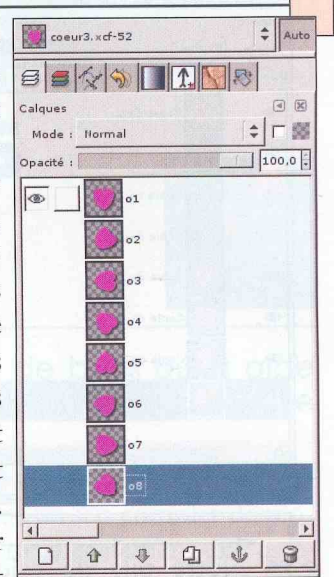 coeur3.xcf-52
Auto
Calques
Mode : Normal
Opacité : 100,0
o1
o2
o3
o4
o5
o6
o7
o8